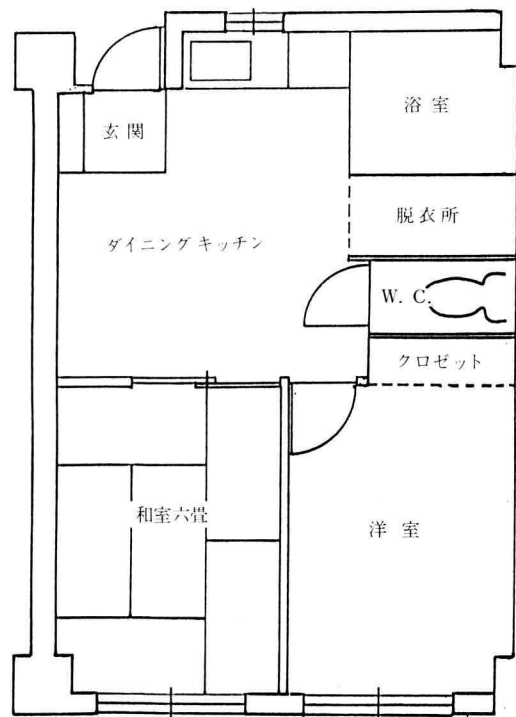 浴室
玄関
脱衣所
ダイニングキッチン
W. C.
クロゼット
和室六畳
洋室